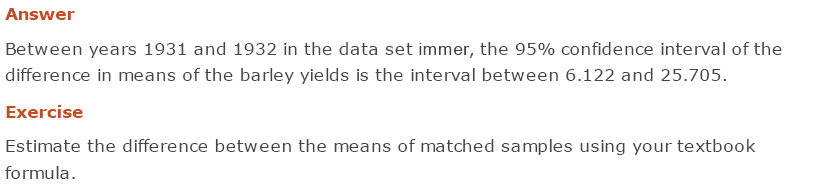 Answer
Between years 1931 and 1932 in the data set immer, the 95% confidence interval of the
difference in means of the barley yields is the interval between 6.122 and 25.705.
Exercise
Estimate the difference between the means of matched samples using your textbook
formula.